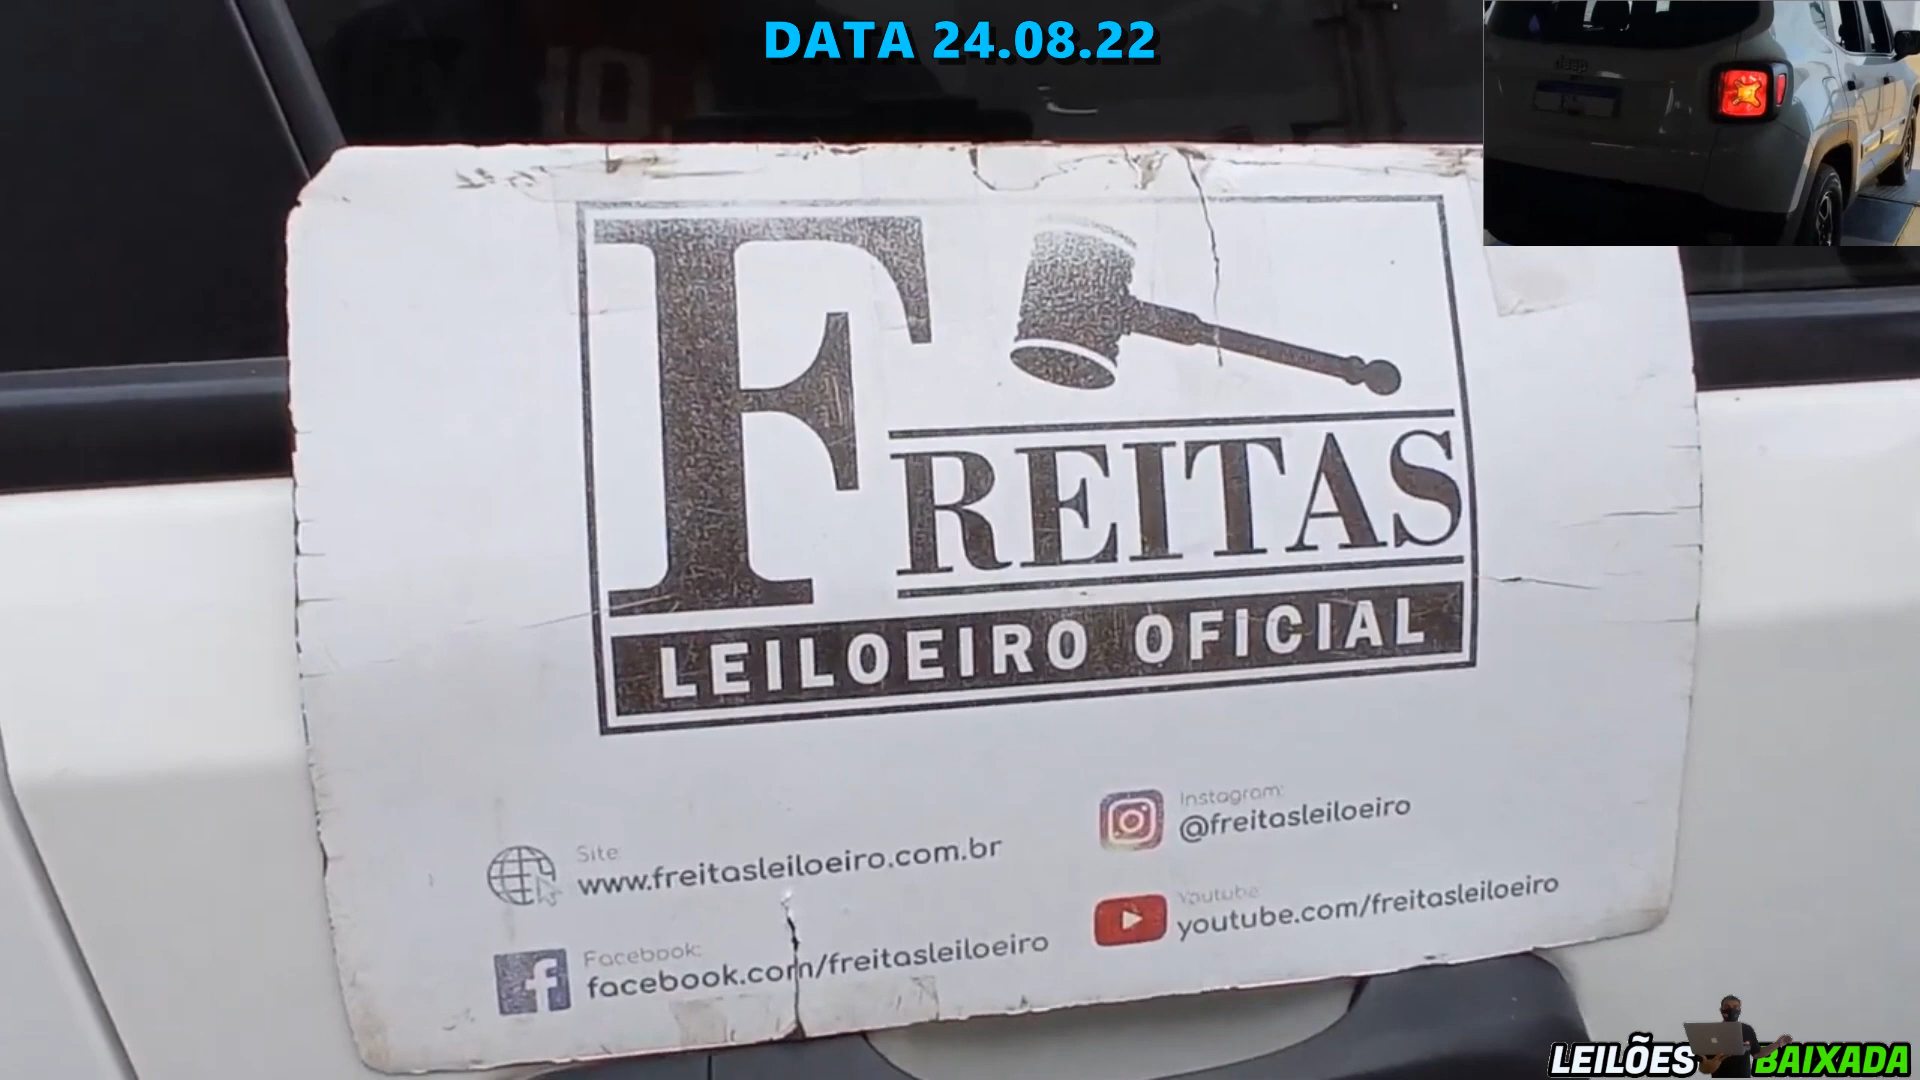 DATA 24.08.22
Jeep
FREITAS
LEILOEIRO OFICIAL
Site:
www.freitasleiloeiro.com.br
Facebook:
facebook.com/freitasleiloeiro
Instagram:
@freitasleiloeiro
Youtube:
youtube.com/freitasleiloeiro
LEILÕES BAIXADA